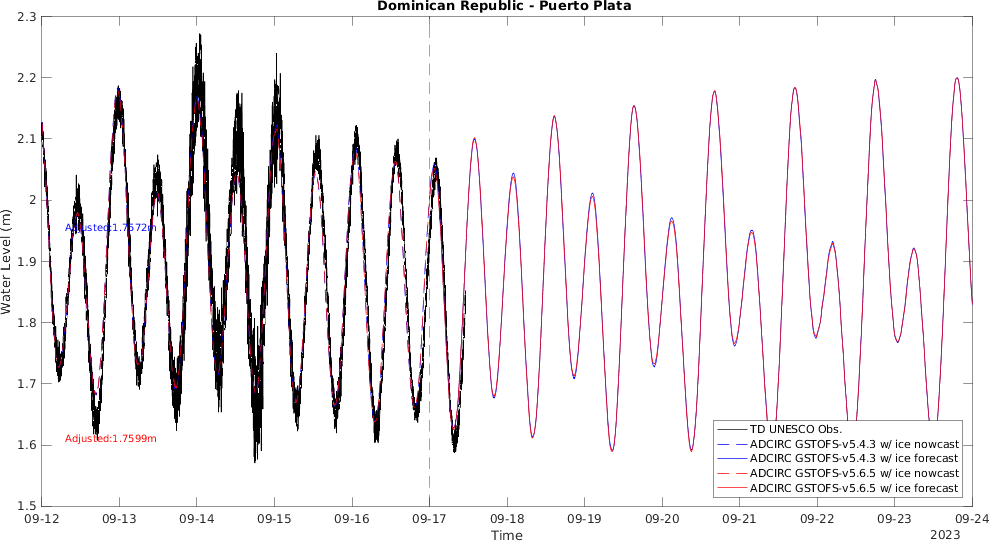 Dominican Republic - Puerto Plata
2.3
2.2
2.1
2
1.9
1.8
1.7
1.6
1.5
Water Level (m)
Adjusted:1.7572m
Adjusted:1.7599m
TD UNESCO Obs.
ADCIRC GSTOFS-v5.4.3 w/ ice nowcast
ADCIRC GSTOFS-v5.4.3 w/ ice forecast
ADCIRC GSTOFS-v5.6.5 w/ ice nowcast
ADCIRC GSTOFS-v5.6.5 w/ ice forecast
09-12 09-13 09-14 09-15 09-16 09-17 09-18 09-19 09-20 09-21 09-22 09-23 09-24
Time
2023